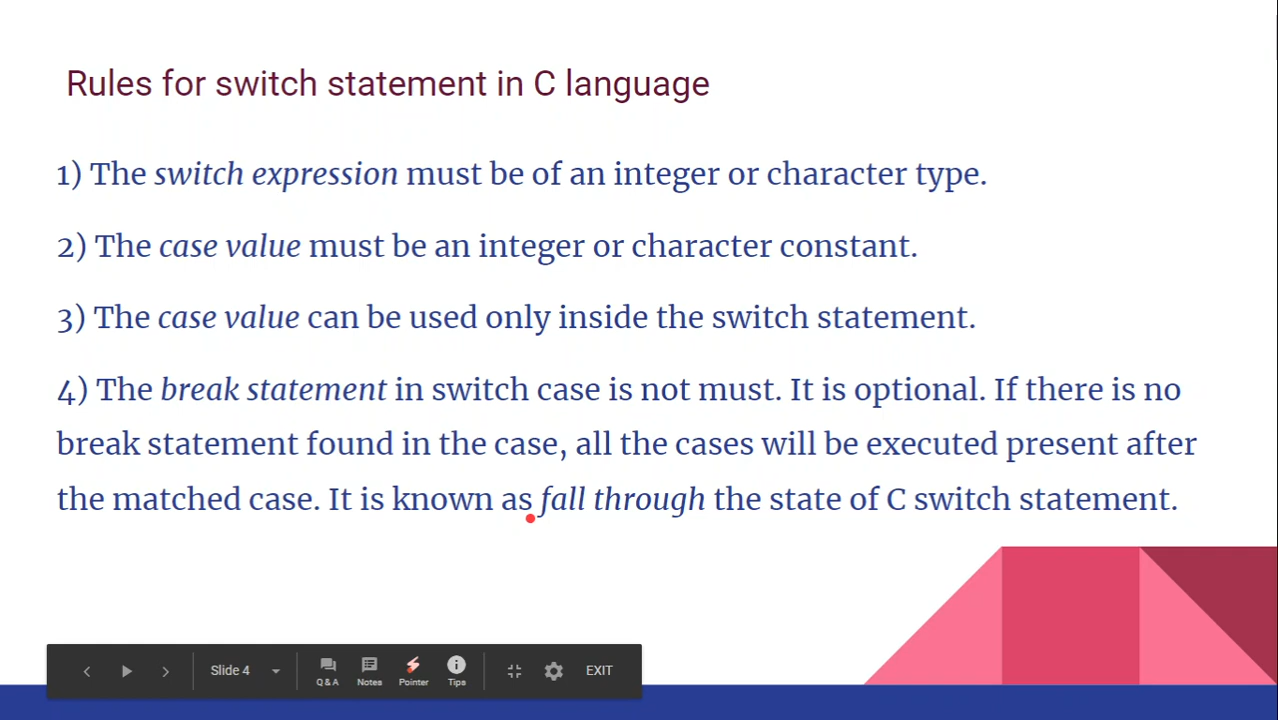 Rules for switch statement in C language
1) The switch expression must be of an integer or character type.
2) The case value must be an integer or character constant.
3) The case value can be used only inside the switch statement.
4) The break statement in switch case is not must. It is optional. If there is no
break statement found in the case, all the cases will be executed present after
the matched case. It is known as fall through the state of C switch statement.
Slide 4
Q & A
Notes
Pointer
Tips
EXIT